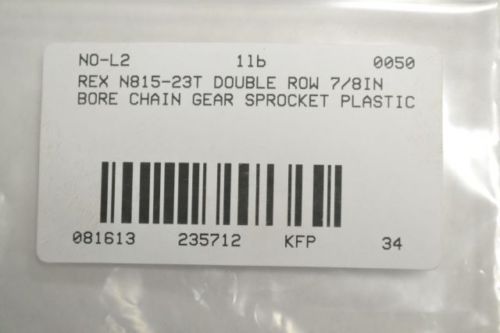 NO-L2 1lb 0050
REX N815-23T DOUBLE ROW 7/8IN
BORE CHAIN GEAR SPROCKET PLASTIC
081613 235712 KFP 34